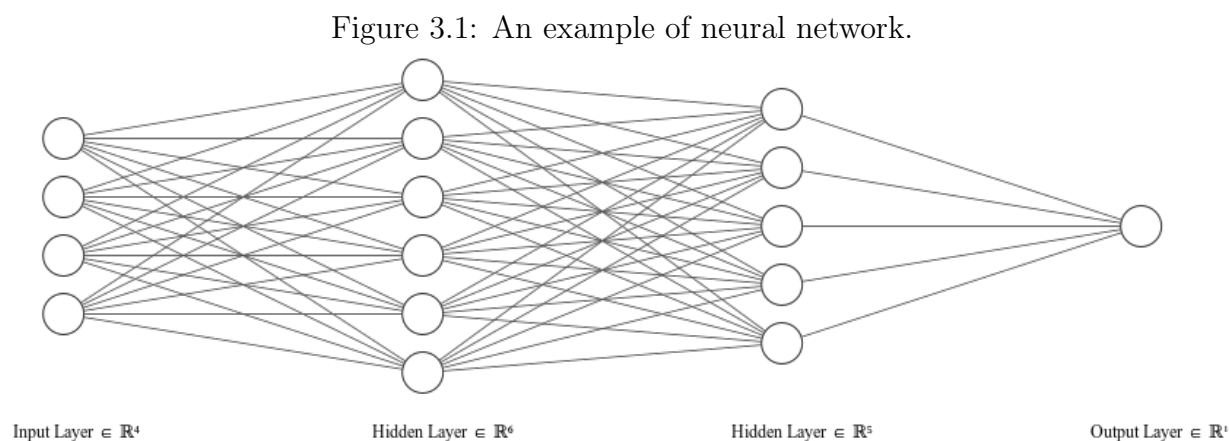 Figure 3.1: An example of neural network.
Input Layer ∈ ℝ⁴
Hidden Layer ∈ ℝ⁶
Hidden Layer ∈ ℝ⁵
Output Layer ∈ ℝ¹